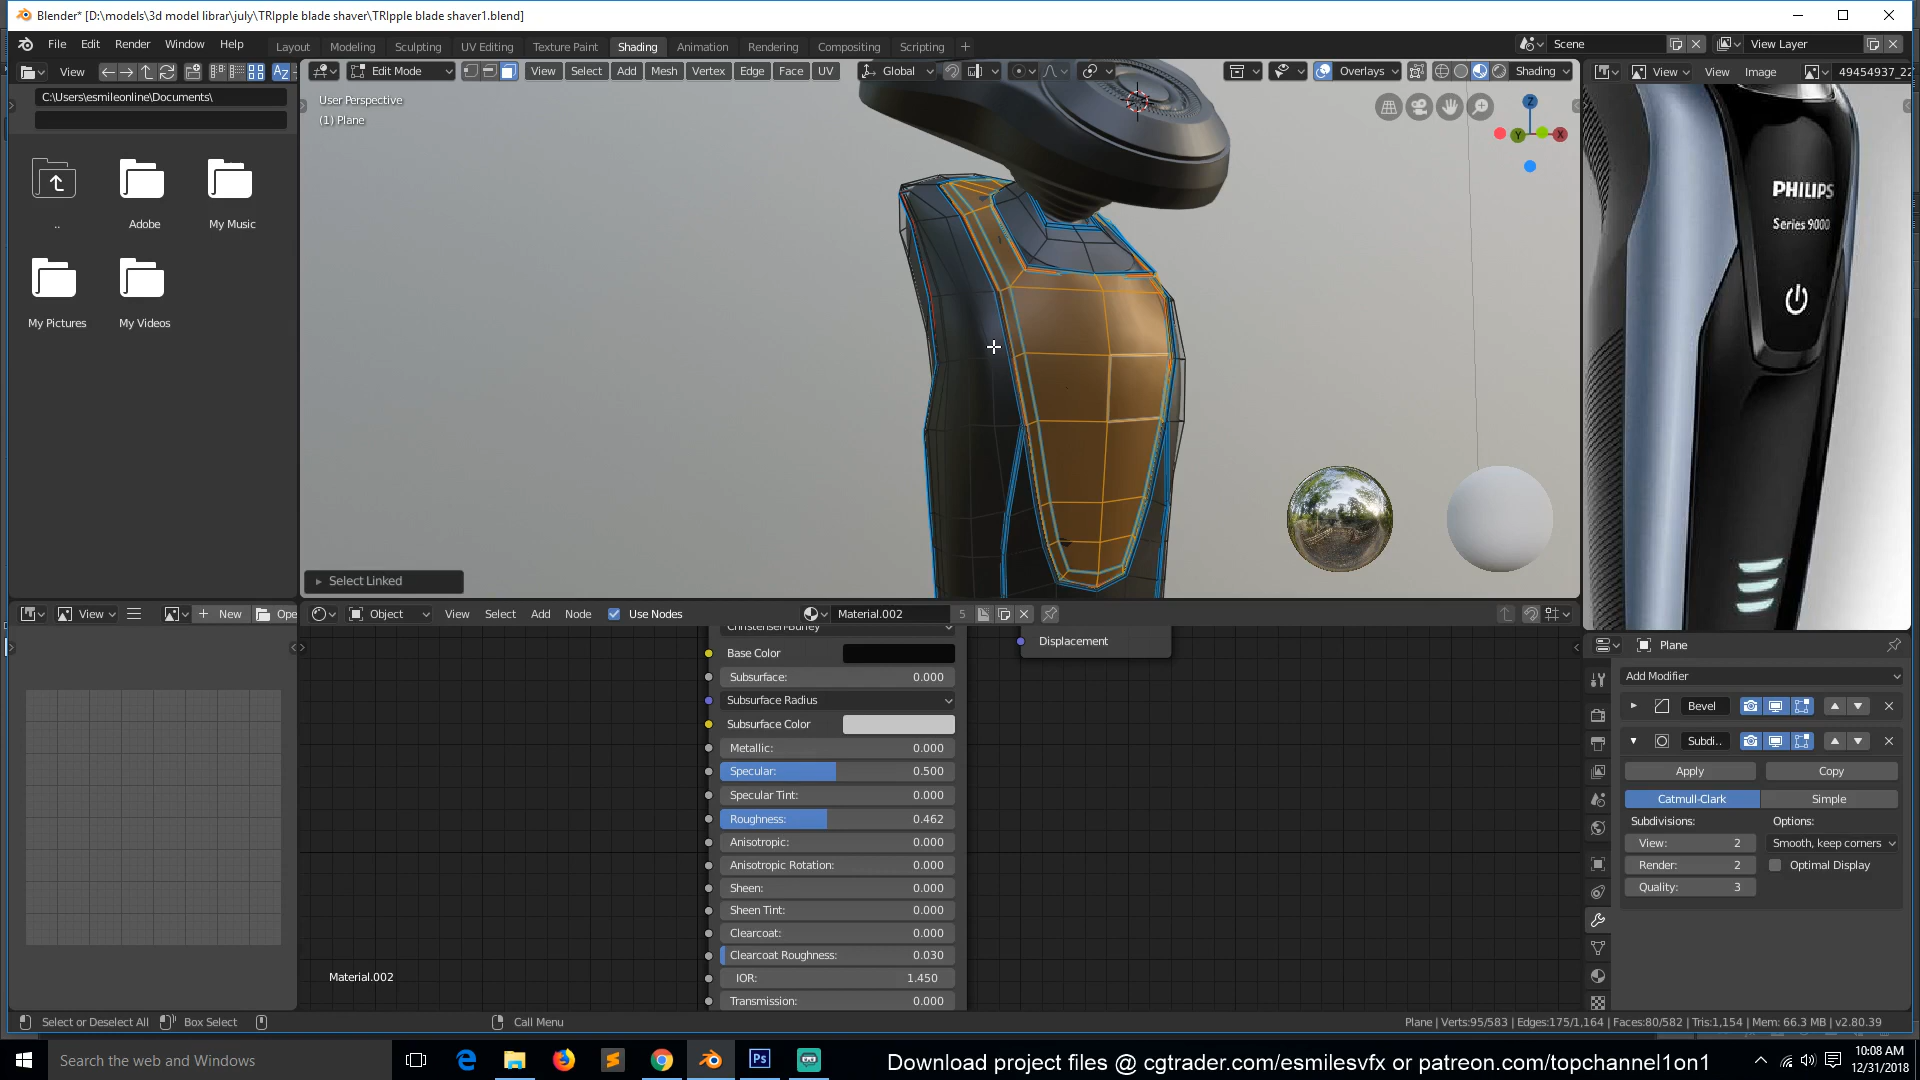 Blender* [D:\models\3d model librar\july\TRIpple blade shaver\TRIpple blade shaver1.blend]
File Edit Render Window Help
Layout Modeling Sculpting UV Editing Texture Paint Shading Animation Rendering Compositing Scripting
Scene View Layer
View
Edit Mode View Select Add Mesh Vertex Edge Face UV Global Overlays Shading
View View Image 49454937_22
C:\Users\esmileonline\Documents\
User Perspective
(1) Plane
Z
Y X
..
Adobe
My Music
My Pictures
My Videos
PHILIPS
Series 9000
Select Linked
View New Ope
Object View Select Add Node Use Nodes Material.002 5
Christensen-Burley
Displacement
Base Color
Subsurface: 0.000
Subsurface Radius
Subsurface Color
Metallic: 0.000
Specular: 0.500
Specular Tint: 0.000
Roughness: 0.462
Anisotropic: 0.000
Anisotropic Rotation: 0.000
Sheen: 0.000
Sheen Tint: 0.000
Clearcoat: 0.000
Clearcoat Roughness: 0.030
IOR: 1.450
Transmission: 0.000
Material.002
Plane
Add Modifier
Bevel
Subdi..
Apply Copy
Catmull-Clark Simple
Subdivisions: Options:
View: 2 Smooth, keep corners
Render: 2 Optimal Display
Quality: 3
Select or Deselect All Box Select Call Menu
Plane | Verts:95/583 | Edges:175/1,164 | Faces:80/582 | Tris:1,154 | Mem: 66.3 MB | v2.80.39
Search the web and Windows
Download project files @ cgtrader.com/esmilesvfx or patreon.com/topchannel1on1
10:08 AM
12/31/2018